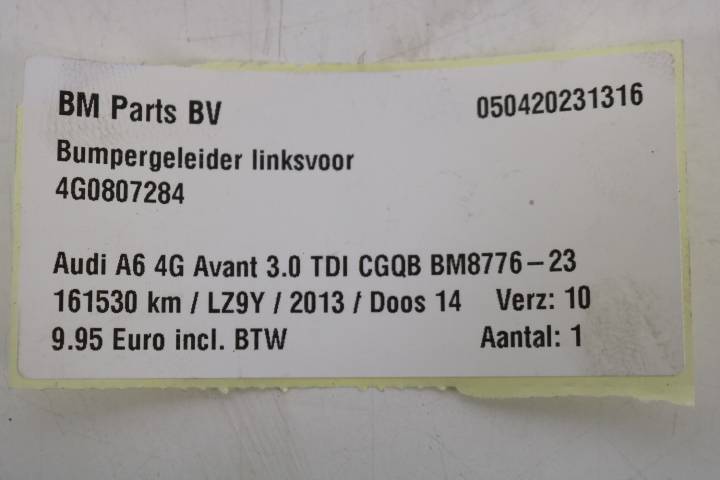 BM Parts BV 050420231316
Bumpergeleider linksvoor
4G0807284
Audi A6 4G Avant 3.0 TDI CGQB BM8776-23
161530 km / LZ9Y / 2013 / Doos 14 Verz: 10
9.95 Euro incl. BTW Aantal: 1